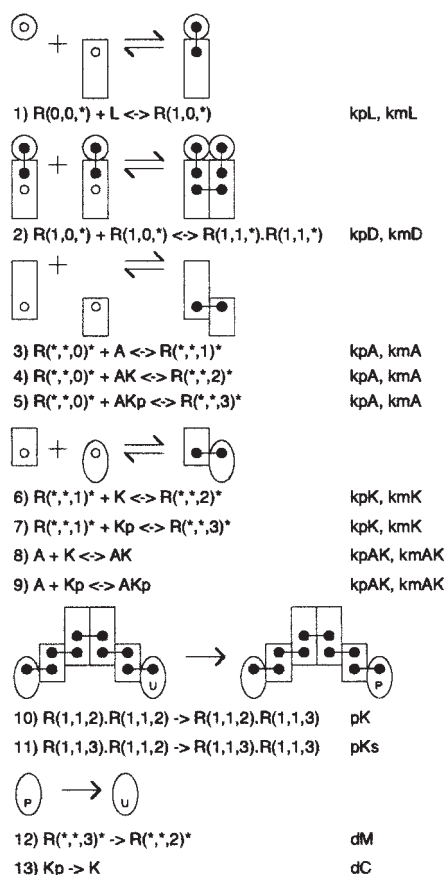 1) R(0,0,*) + L <-> R(1,0,*) kpL, kmL
2) R(1,0,*) + R(1,0,*) <-> R(1,1,*).R(1,1,*) kpD, kmD
3) R(*,*,0)* + A <-> R(*,*,1)* kpA, kmA
4) R(*,*,0)* + AK <-> R(*,*,2)* kpA, kmA
5) R(*,*,0)* + AKp <-> R(*,*,3)* kpA, kmA
6) R(*,*,1)* + K <-> R(*,*,2)* kpK, kmK
7) R(*,*,1)* + Kp <-> R(*,*,3)* kpK, kmK
8) A + K <-> AK kpAK, kmAK
9) A + Kp <-> AKp kpAK, kmAK
U P
10) R(1,1,2).R(1,1,2) -> R(1,1,2).R(1,1,3) pK
11) R(1,1,3).R(1,1,2) -> R(1,1,3).R(1,1,3) pKs
P U
12) R(*,*,3)* -> R(*,*,2)* dM
13) Kp -> K dC